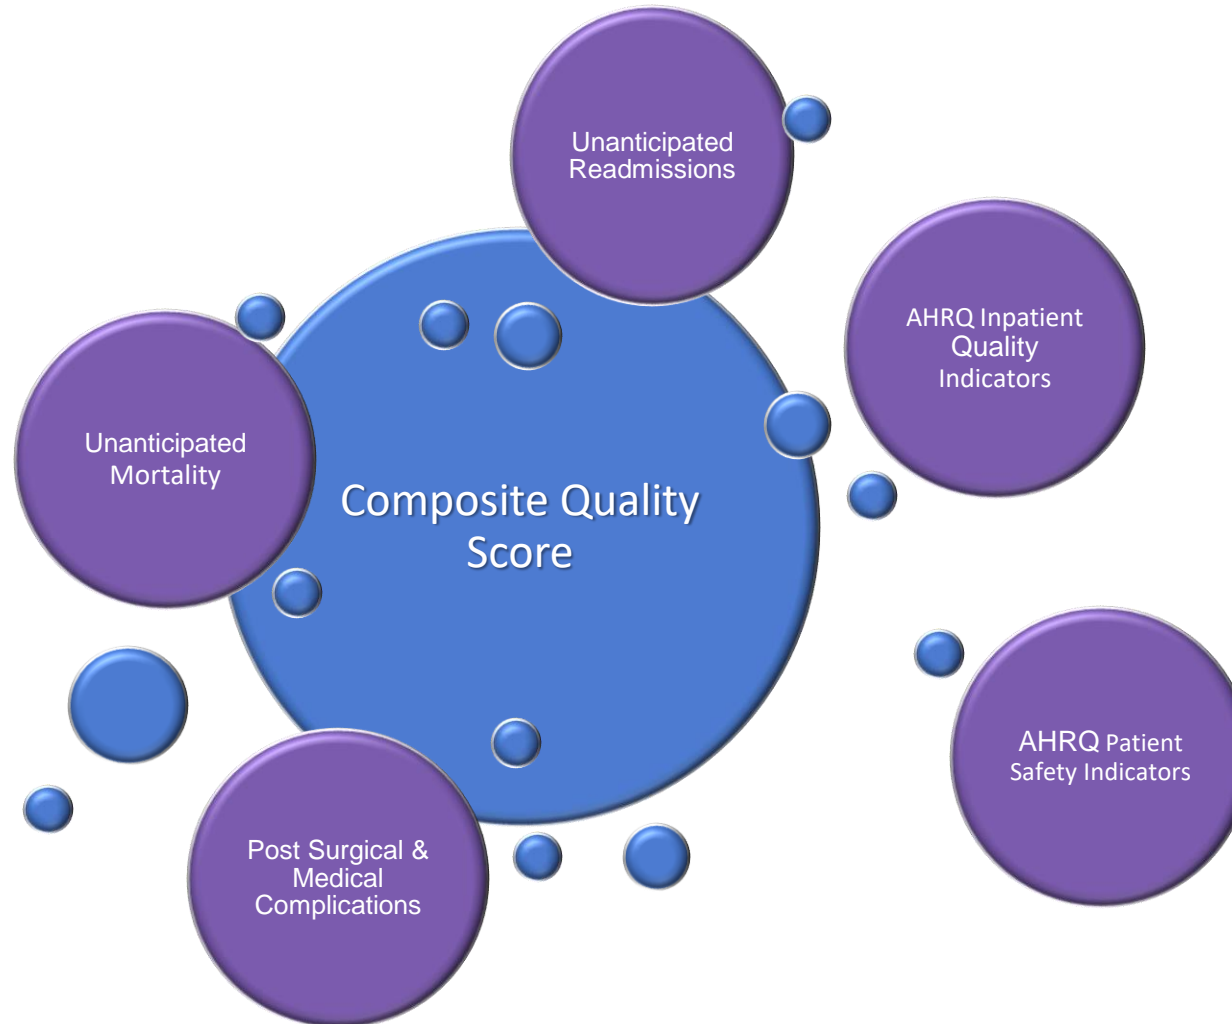 Unanticipated
Readmissions
AHRQ Inpatient
Quality
Indicators
Unanticipated
Mortality
Composite Quality
Score
AHRQ Patient
Safety Indicators
Post Surgical &
Medical
Complications